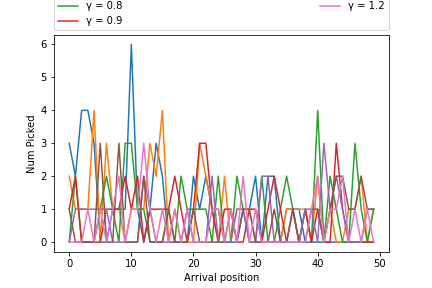 γ = 0.8
γ = 1.2
γ = 0.9
6
5
4
3
2
1
0
Num Picked
0 10 20 30 40 50
Arrival position